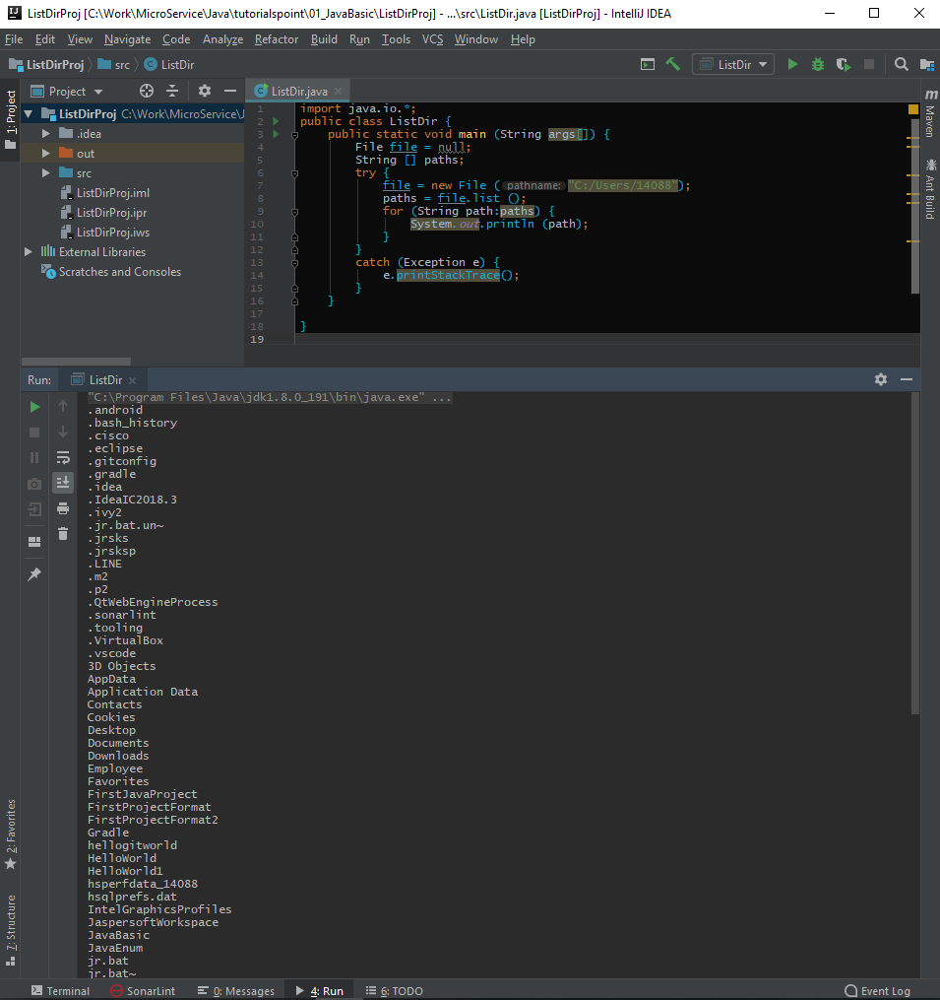 ListDirProj [C:\Work\MicroService\Java\tutorialspoint\01_JavaBasic\ListDirProj] - ...\src\ListDir.java [ListDirProj] - IntelliJ IDEA
File Edit View Navigate Code Analyze Refactor Build Run Tools VCS Window Help
ListDirProj src ListDir
ListDir
1: Project
Project
ListDirProj C:\Work\MicroService\J
.idea
out
src
ListDirProj.iml
ListDirProj.ipr
ListDirProj.iws
External Libraries
Scratches and Consoles
ListDir.java
1 import java.io.*;
2 public class ListDir {
3 public static void main (String args[]) {
4 File file = null;
5 String [] paths;
6 try {
7 file = new File ( pathname: "C:/Users/14088");
8 paths = file.list ();
9 for (String path:paths) {
10 System.out.println (path);
11 }
12 }
13 catch (Exception e) {
14 e.printStackTrace();
15 }
16 }
17
18 }
19
Maven
Ant Build
Run: ListDir
"C:\Program Files\Java\jdk1.8.0_191\bin\java.exe" ...
.android
.bash_history
.cisco
.eclipse
.gitconfig
.gradle
.idea
.IdeaIC2018.3
.ivy2
.jr.bat.un~
.jrsks
.jrsksp
.LINE
.m2
.p2
.QtWebEngineProcess
.sonarlint
.tooling
.VirtualBox
.vscode
3D Objects
AppData
Application Data
Contacts
Cookies
Desktop
Documents
Downloads
Employee
Favorites
FirstJavaProject
FirstProjectFormat
FirstProjectFormat2
Gradle
hellogitworld
HelloWorld
HelloWorld1
hsperfdata_14088
hsqlprefs.dat
IntelGraphicsProfiles
JaspersoftWorkspace
JavaBasic
JavaEnum
jr.bat
jr.bat~
2: Favorites
7: Structure
Terminal SonarLint 0: Messages 4: Run 6: TODO Event Log